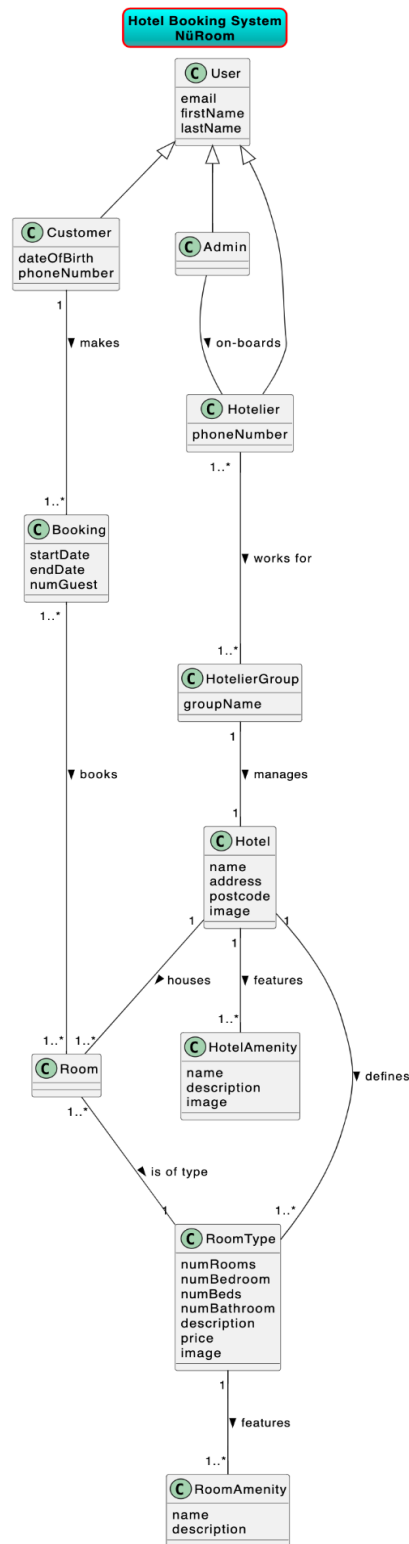 Hotel Booking System
NüRoom
C User
email
firstName
lastName
C Customer
dateOfBirth
phoneNumber
C Admin
1
makes
on-boards
C Hotelier
phoneNumber
1..*
1..*
C Booking
startDate
endDate
numGuest
works for
1..*
1..*
C HotelierGroup
groupName
1
books
manages
1
C Hotel
name
address
postcode
image
1
1
1
houses
features
1..*
1..*
C HotelAmenity
name
description
image
C Room
defines
1..*
is of type
1
1..*
C RoomType
numRooms
numBedroom
numBeds
numBathroom
description
price
image
1
features
1..*
C RoomAmenity
name
description